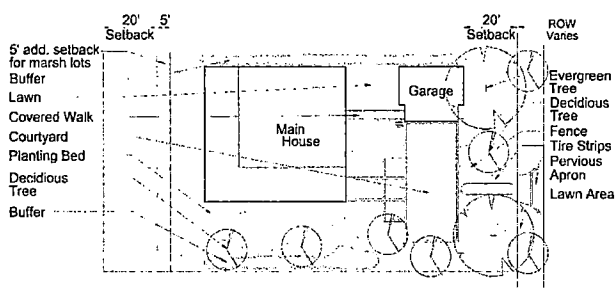 20' 5'
Setback
20'
Setback
ROW
Varies
5' add. setback
for marsh lots
Buffer
Lawn
Covered Walk
Courtyard
Planting Bed
Decidious
Tree
Buffer
Main
House
Garage
Evergreen
Tree
Decidious
Tree
Fence
Tire Strips
Pervious
Apron
Lawn Area